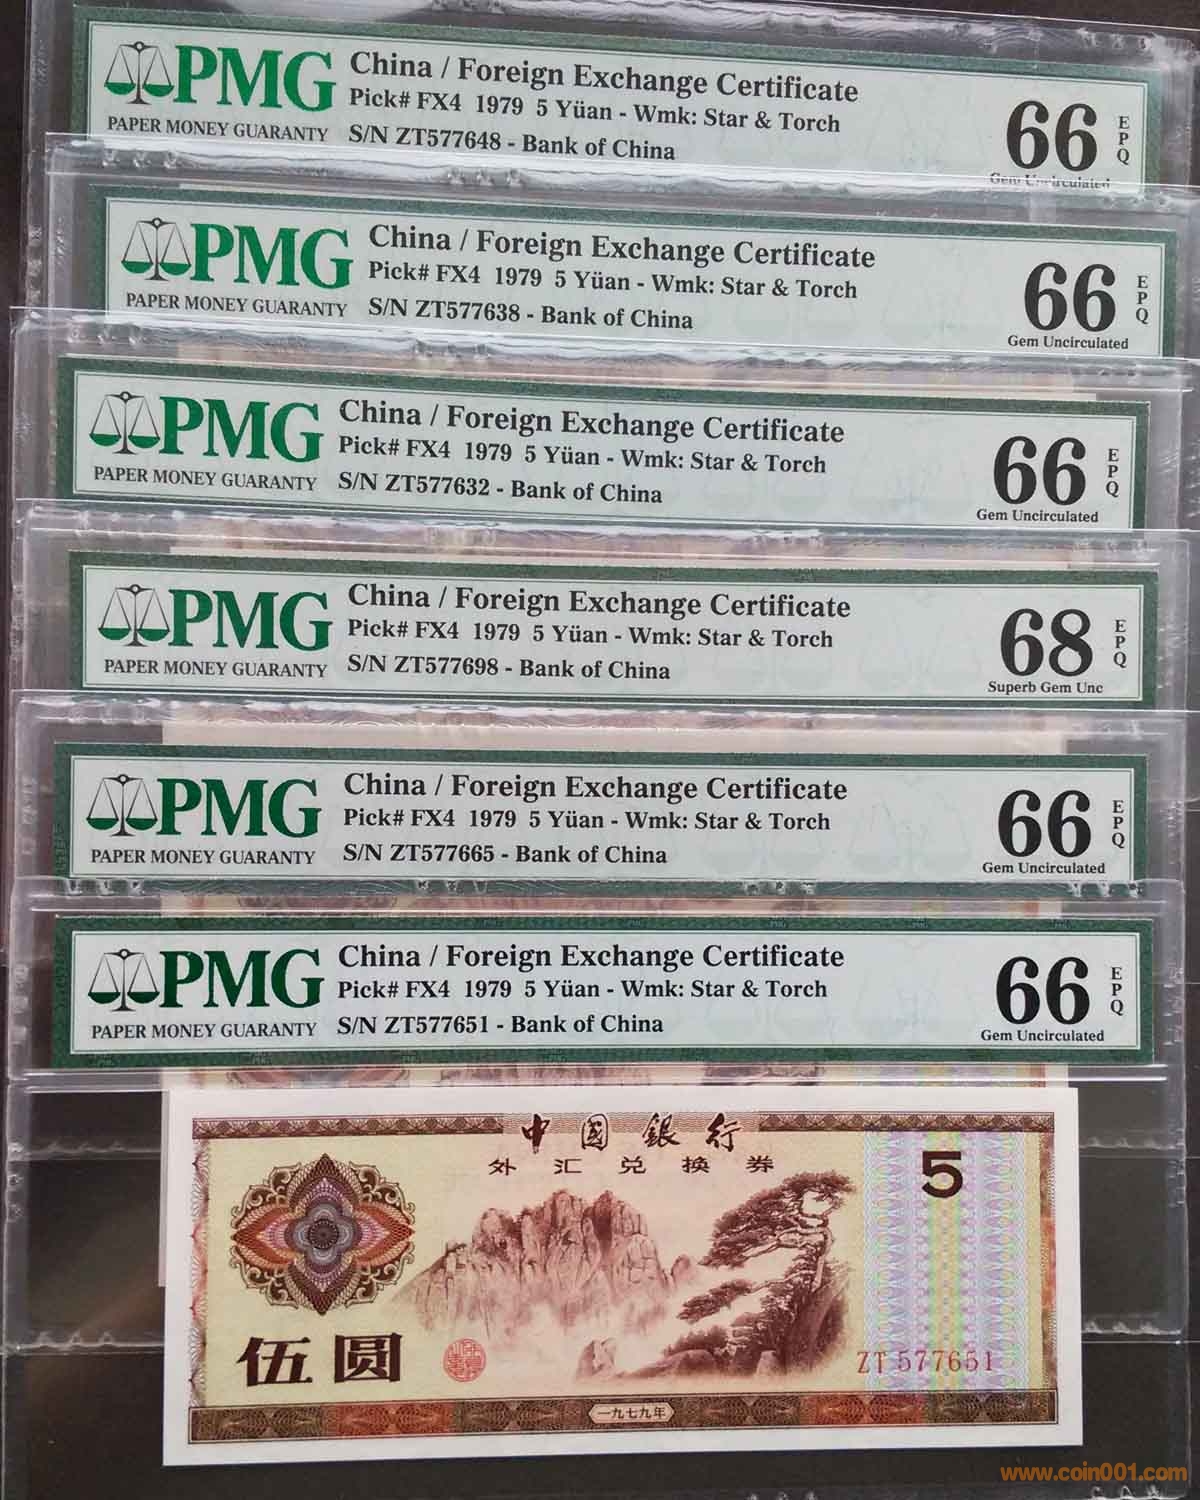 PMG
PAPER MONEY GUARANTY
China / Foreign Exchange Certificate
Pick# FX4 1979 5 Yüan - Wmk: Star & Torch
S/N ZT577648 - Bank of China
66 EPQ
Gem Uncirculated
PMG
PAPER MONEY GUARANTY
China / Foreign Exchange Certificate
Pick# FX4 1979 5 Yüan - Wmk: Star & Torch
S/N ZT577638 - Bank of China
66 EPQ
Gem Uncirculated
PMG
PAPER MONEY GUARANTY
China / Foreign Exchange Certificate
Pick# FX4 1979 5 Yüan - Wmk: Star & Torch
S/N ZT577632 - Bank of China
66 EPQ
Gem Uncirculated
PMG
PAPER MONEY GUARANTY
China / Foreign Exchange Certificate
Pick# FX4 1979 5 Yüan - Wmk: Star & Torch
S/N ZT577698 - Bank of China
68 EPQ
Superb Gem Unc
PMG
PAPER MONEY GUARANTY
China / Foreign Exchange Certificate
Pick# FX4 1979 5 Yüan - Wmk: Star & Torch
S/N ZT577665 - Bank of China
66 EPQ
Gem Uncirculated
PMG
PAPER MONEY GUARANTY
China / Foreign Exchange Certificate
Pick# FX4 1979 5 Yüan - Wmk: Star & Torch
S/N ZT577651 - Bank of China
66 EPQ
Gem Uncirculated
中國銀行
外汇兑换券
5
伍圆
ZT 577651
一九七九年
www.coin001.com